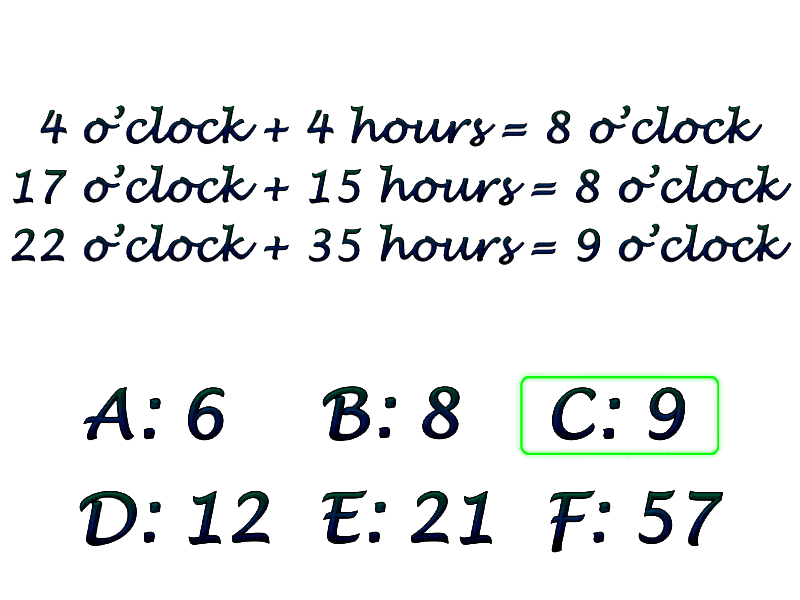 4 o’clock + 4 hours = 8 o’clock
17 o’clock + 15 hours = 8 o’clock
22 o’clock + 35 hours = 9 o’clock
A: 6 B: 8 C: 9
D: 12 E: 21 F: 57